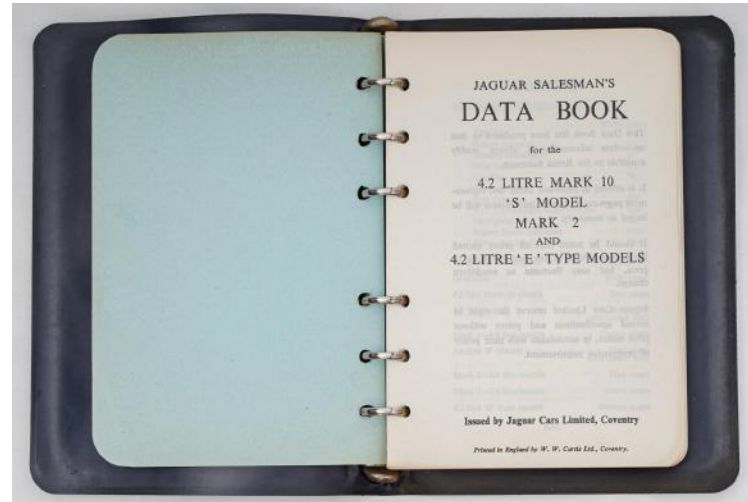 JAGUAR SALESMAN'S
DATA BOOK
for the
4.2 LITRE MARK 10
'S' MODEL
MARK 2
AND
4.2 LITRE 'E' TYPE MODELS
Issued by Jaguar Cars Limited, Coventry
Printed in England by W. W. Curtis Ltd., Coventry.